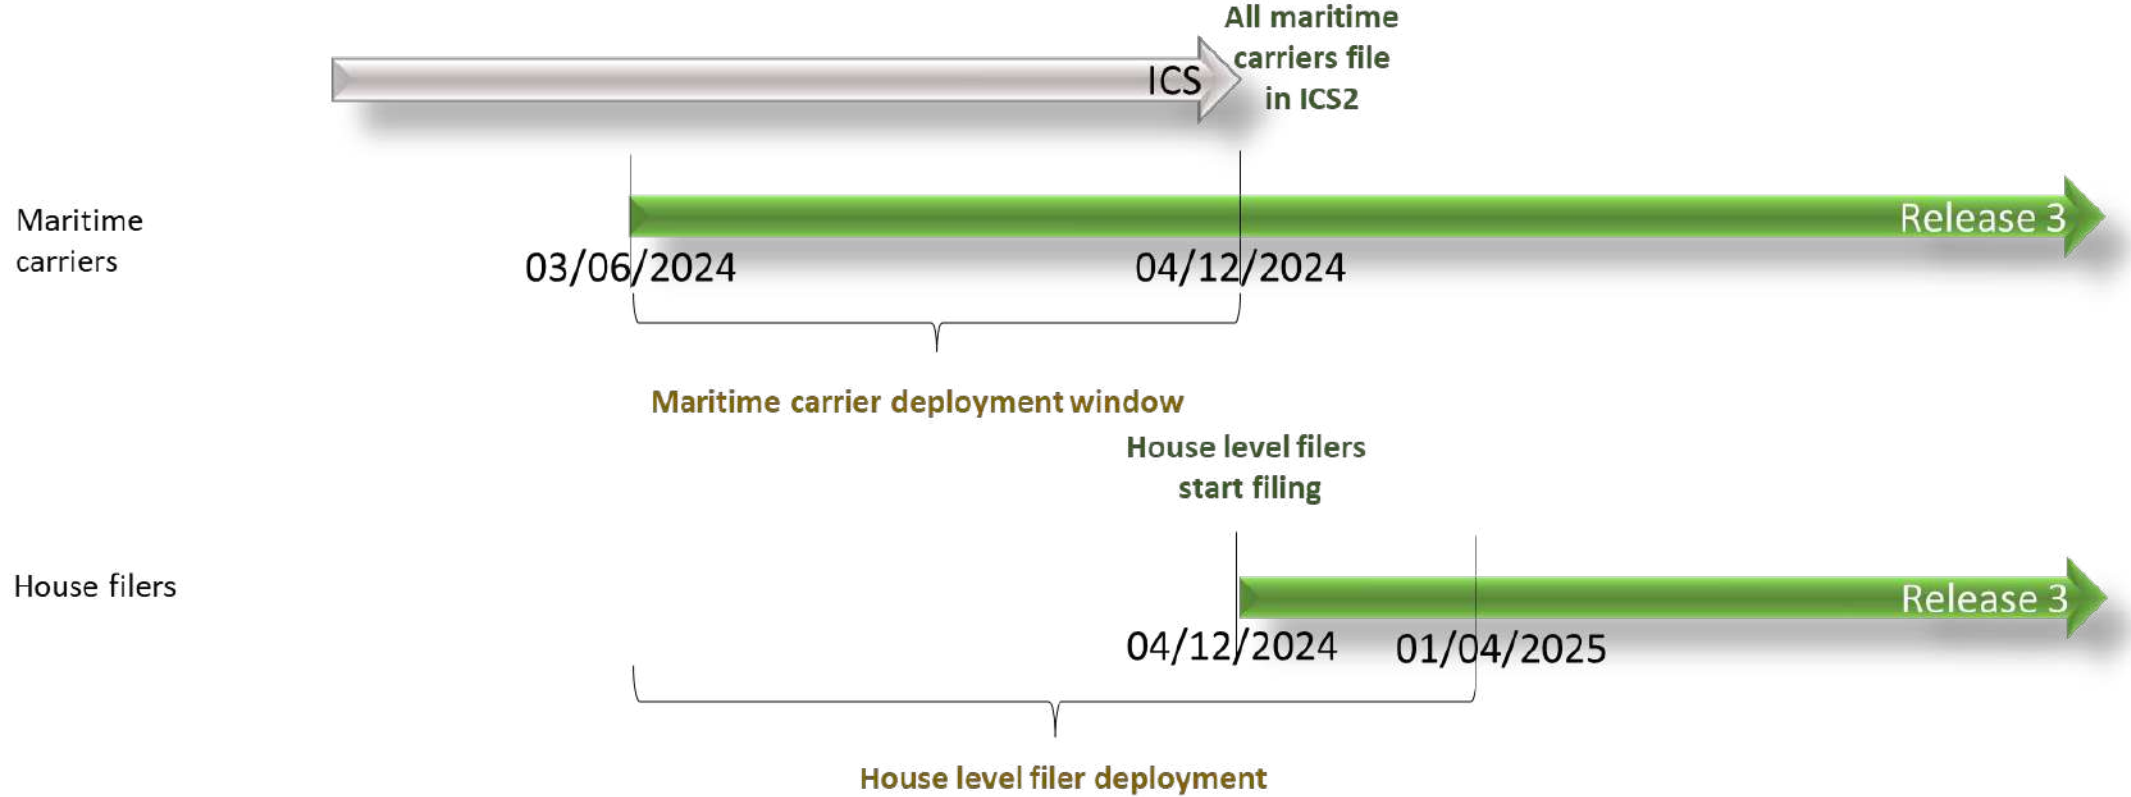 All maritime
carriers file
in ICS2
ICS
Maritime
carriers
Release 3
03/06/2024
04/12/2024
Maritime carrier deployment window
House level filers
start filing
House filers
Release 3
04/12/2024
01/04/2025
House level filer deployment